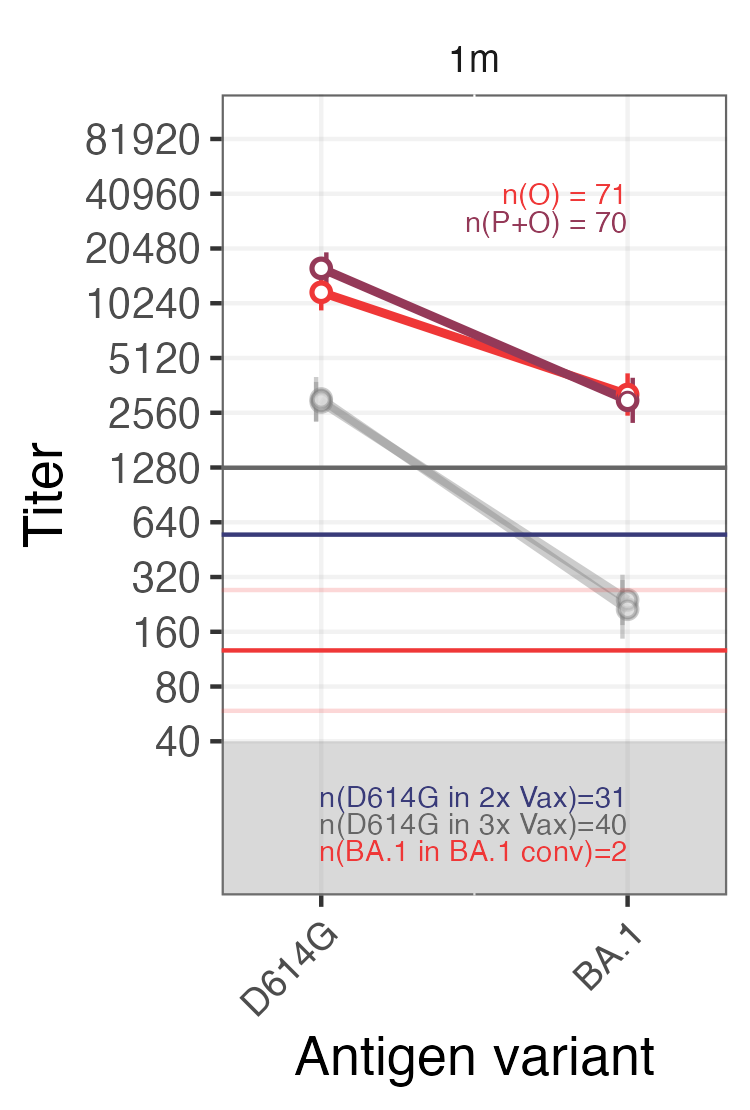 1m
81920
40960
20480
10240
5120
2560
1280
640
320
160
80
40
Titer
n(O) = 71
n(P+O) = 70
n(D614G in 2x Vax)=31
n(D614G in 3x Vax)=40
n(BA.1 in BA.1 conv)=2
D614G
BA.1
Antigen variant